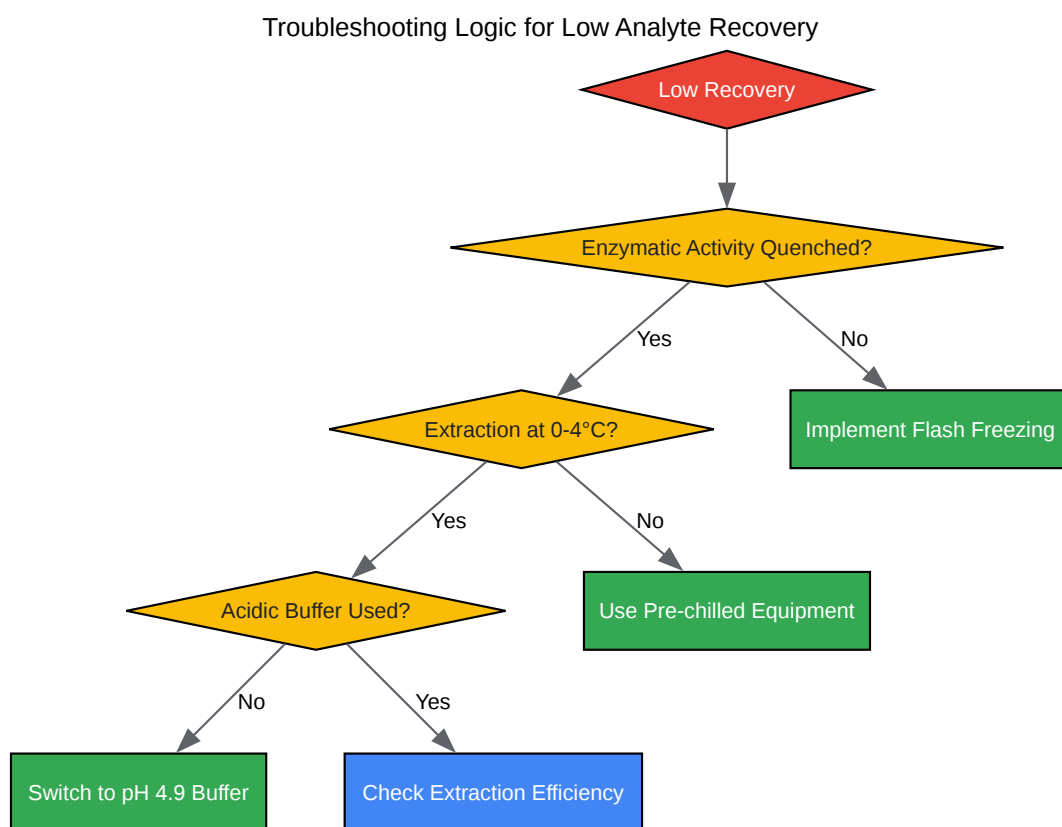 Troubleshooting Logic for Low Analyte Recovery
Low Recovery
Enzymatic Activity Quenched?
Yes
No
Extraction at 0-4°C?
Implement Flash Freezing
Yes
No
Acidic Buffer Used?
Use Pre-chilled Equipment
No
Yes
Switch to pH 4.9 Buffer
Check Extraction Efficiency